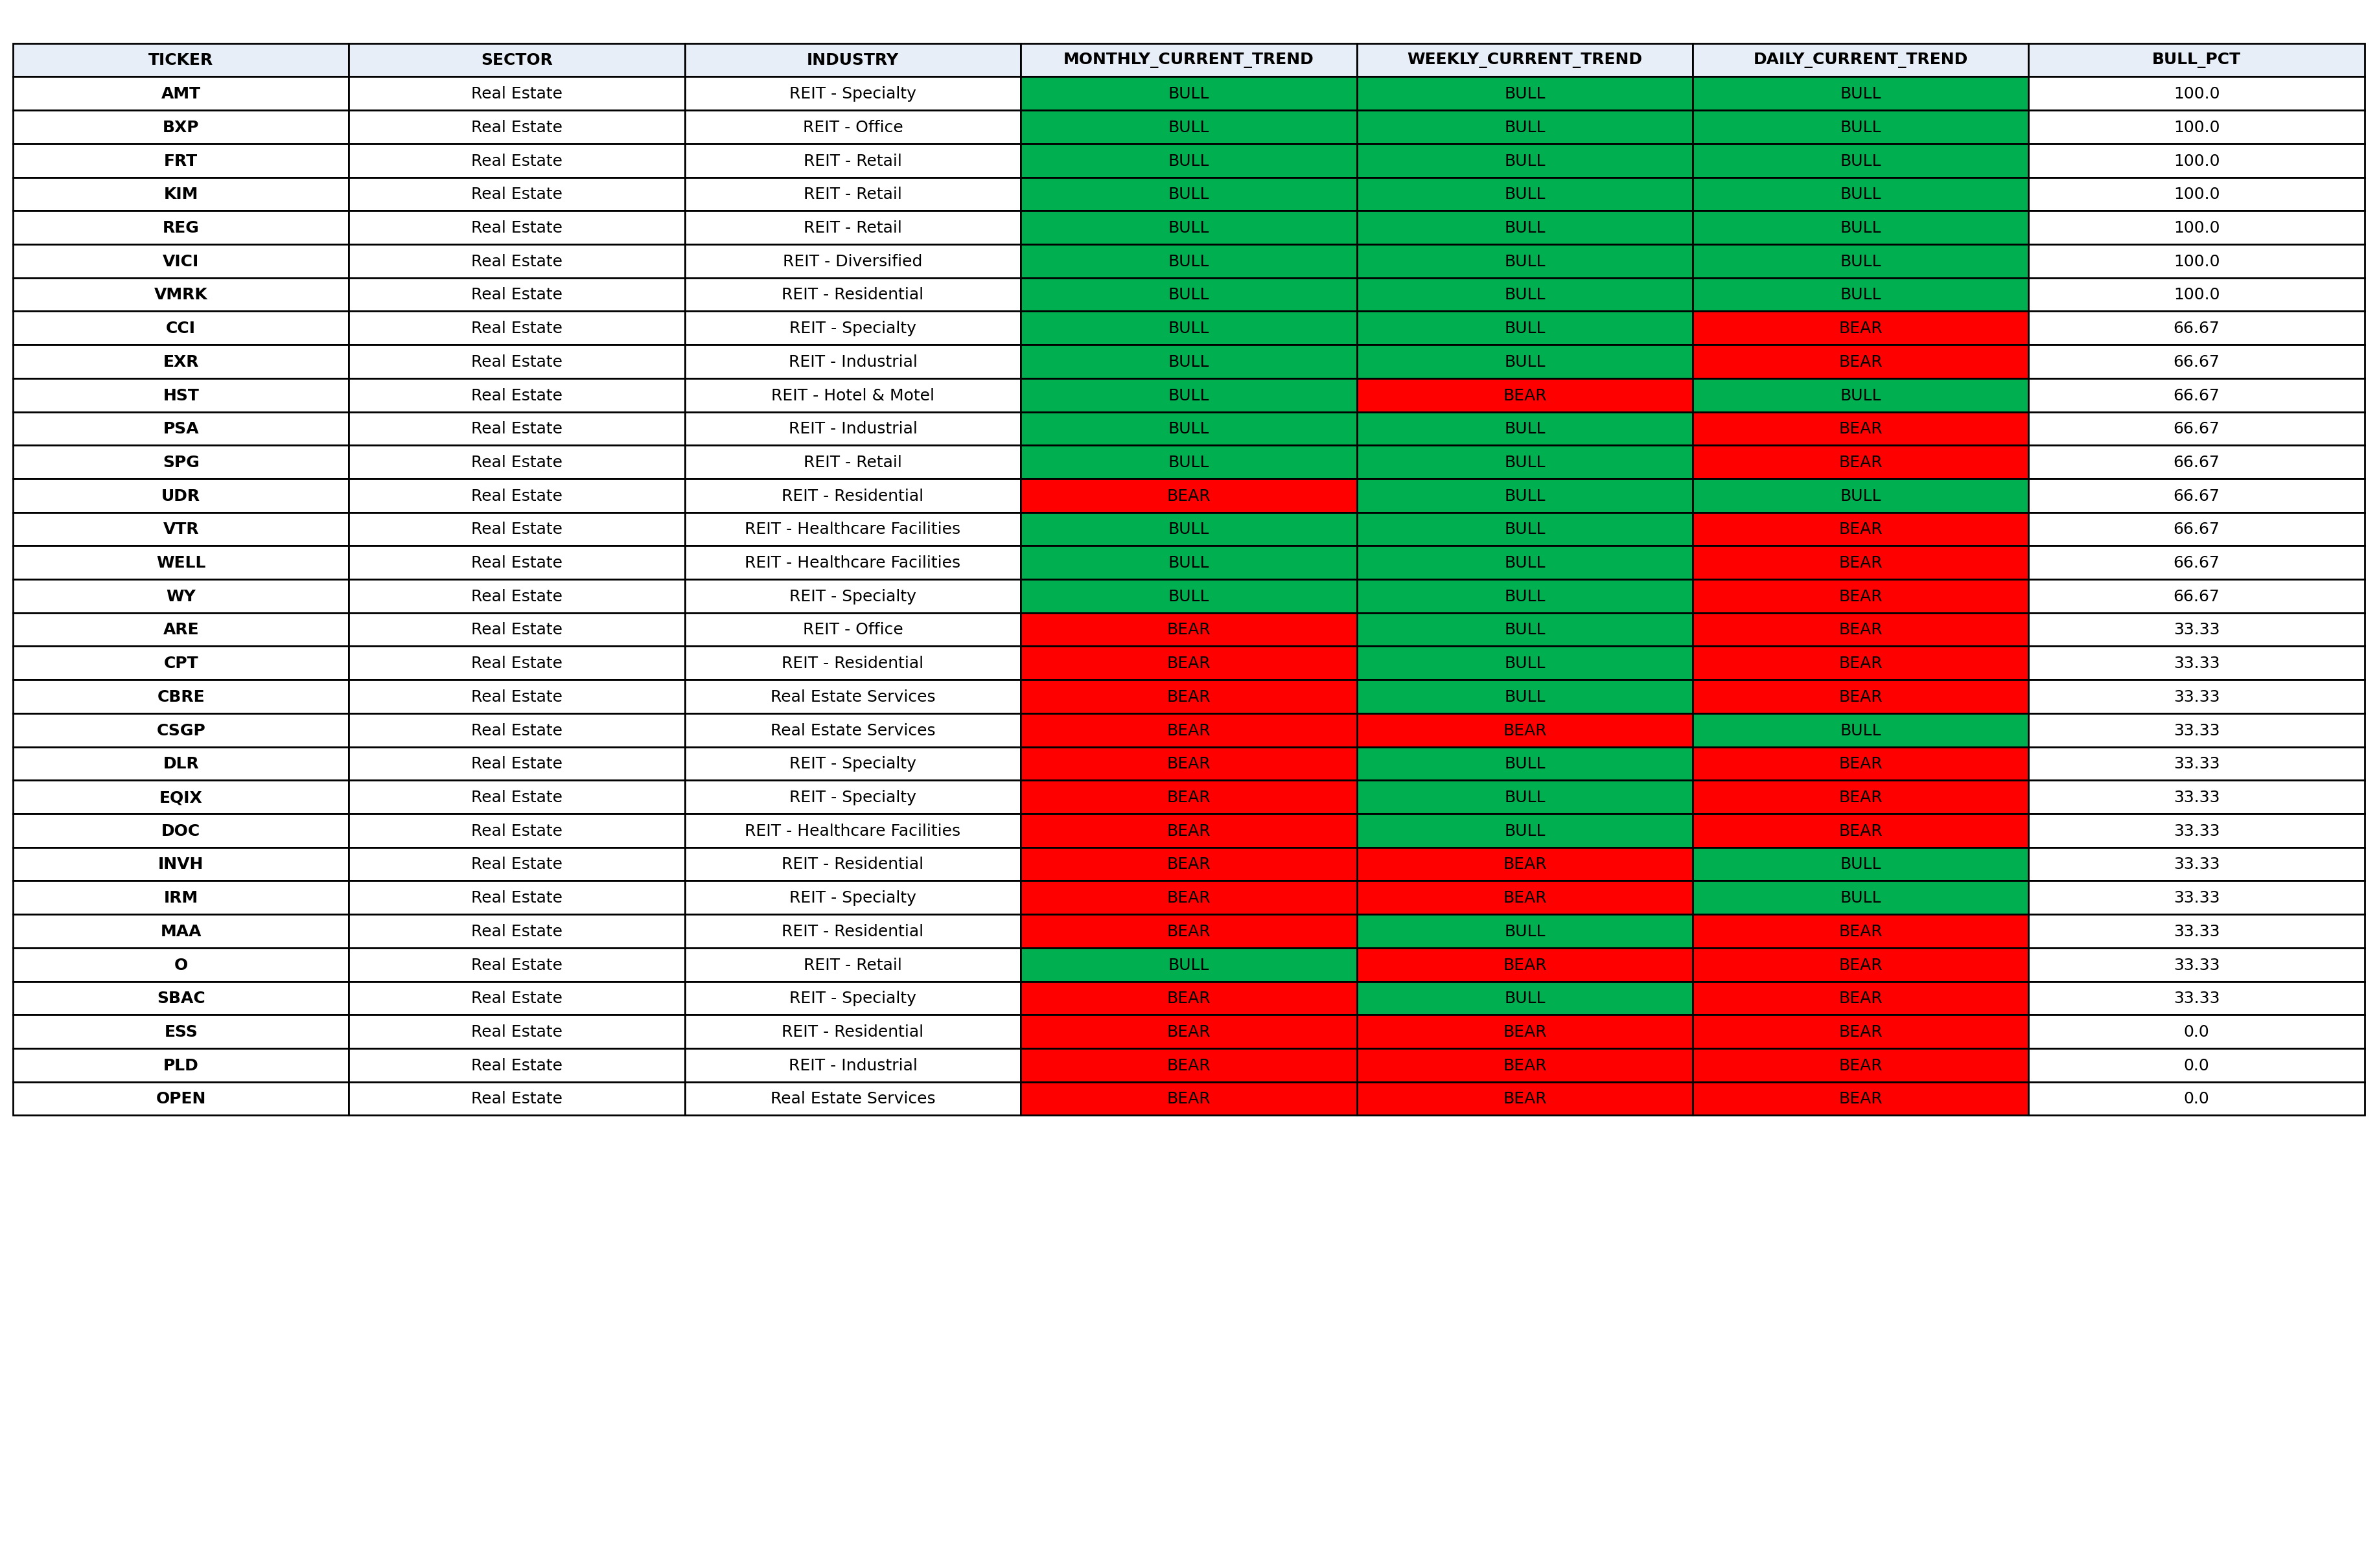 TICKER SECTOR INDUSTRY MONTHLY_CURRENT_TREND WEEKLY_CURRENT_TREND DAILY_CURRENT_TREND BULL_PCT
AMT Real Estate REIT - Specialty BULL BULL BULL 100.0
BXP Real Estate REIT - Office BULL BULL BULL 100.0
FRT Real Estate REIT - Retail BULL BULL BULL 100.0
KIM Real Estate REIT - Retail BULL BULL BULL 100.0
REG Real Estate REIT - Retail BULL BULL BULL 100.0
VICI Real Estate REIT - Diversified BULL BULL BULL 100.0
VMRK Real Estate REIT - Residential BULL BULL BULL 100.0
CCI Real Estate REIT - Specialty BULL BULL BEAR 66.67
EXR Real Estate REIT - Industrial BULL BULL BEAR 66.67
HST Real Estate REIT - Hotel & Motel BULL BEAR BULL 66.67
PSA Real Estate REIT - Industrial BULL BULL BEAR 66.67
SPG Real Estate REIT - Retail BULL BULL BEAR 66.67
UDR Real Estate REIT - Residential BEAR BULL BULL 66.67
VTR Real Estate REIT - Healthcare Facilities BULL BULL BEAR 66.67
WELL Real Estate REIT - Healthcare Facilities BULL BULL BEAR 66.67
WY Real Estate REIT - Specialty BULL BULL BEAR 66.67
ARE Real Estate REIT - Office BEAR BULL BEAR 33.33
CPT Real Estate REIT - Residential BEAR BULL BEAR 33.33
CBRE Real Estate Real Estate Services BEAR BULL BEAR 33.33
CSGP Real Estate Real Estate Services BEAR BEAR BULL 33.33
DLR Real Estate REIT - Specialty BEAR BULL BEAR 33.33
EQIX Real Estate REIT - Specialty BEAR BULL BEAR 33.33
DOC Real Estate REIT - Healthcare Facilities BEAR BULL BEAR 33.33
INVH Real Estate REIT - Residential BEAR BEAR BULL 33.33
IRM Real Estate REIT - Specialty BEAR BEAR BULL 33.33
MAA Real Estate REIT - Residential BEAR BULL BEAR 33.33
O Real Estate REIT - Retail BULL BEAR BEAR 33.33
SBAC Real Estate REIT - Specialty BEAR BULL BEAR 33.33
ESS Real Estate REIT - Residential BEAR BEAR BEAR 0.0
PLD Real Estate REIT - Industrial BEAR BEAR BEAR 0.0
OPEN Real Estate Real Estate Services BEAR BEAR BEAR 0.0